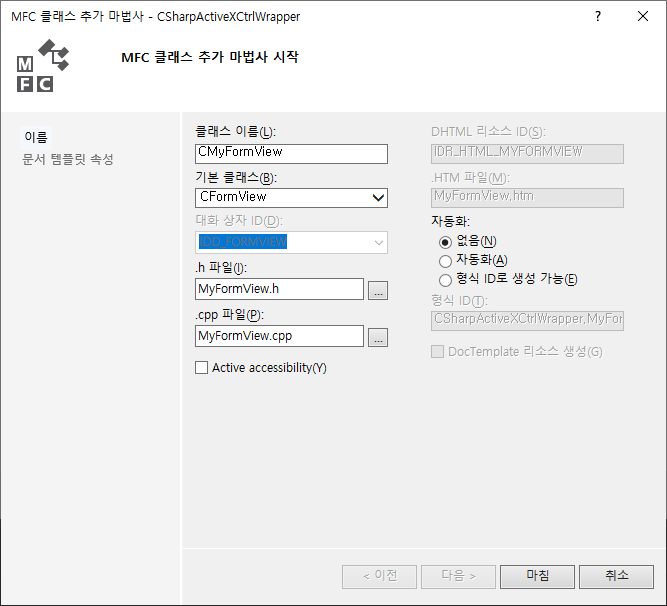 MFC 클래스 추가 마법사 - CSharpActiveXCtrlWrapper
?
M
F C
MFC 클래스 추가 마법사 시작
이름
문서 템플릿 속성
클래스 이름(L):
CMyFormView
기본 클래스(B):
CFormView
대화 상자 ID(D):
IDD_FORMVIEW
.h 파일(I):
MyFormView.h
...
.cpp 파일(P):
MyFormView.cpp
...
Active accessibility(Y)
DHTML 리소스 ID(S):
IDR_HTML_MYFORMVIEW
.HTM 파일(M):
MyFormView.htm
자동화:
없음(N)
자동화(A)
형식 ID로 생성 가능(E)
형식 ID(T):
CSharpActiveXCtrlWrapper.MyFor
DocTemplate 리소스 생성(G)
< 이전
다음 >
마침
취소